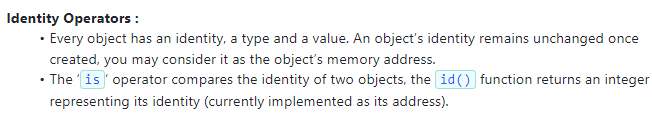 Identity Operators :
• Every object has an identity, a type and a value. An object's identity remains unchanged once
created, you may consider it as the object's memory address.
• The 'is' operator compares the identity of two objects, the id() function returns an integer
representing its identity (currently implemented as its address).